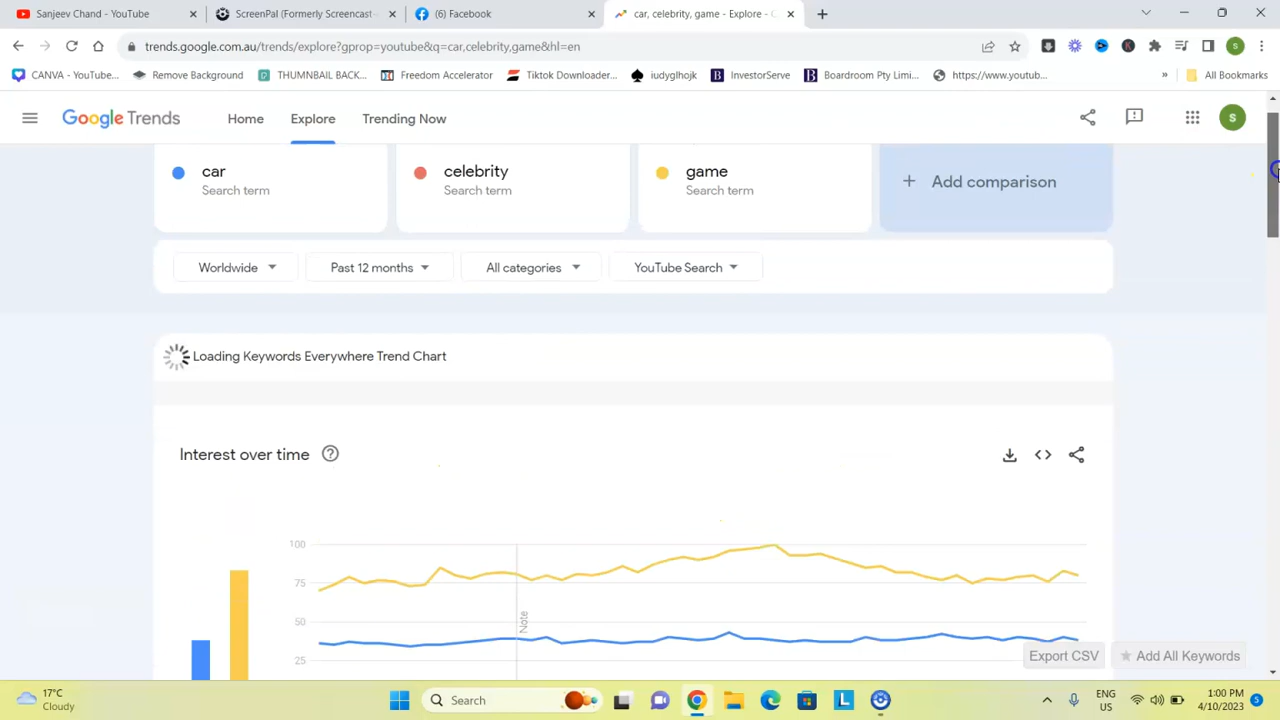 Sanjeev Chand - YouTube
ScreenPal (Formerly Screencast
(6) Facebook
car, celebrity, game - Explore - G
trends.google.com.au/trends/explore?gprop=youtube&q=car,celebrity,game&hl=en
CANVA - YouTube...
Remove Background
THUMNBAIL BACK...
Freedom Accelerator
Tiktok Downloader...
iudyglhojk
InvestorServe
Boardroom Pty Limi...
https://www.youtub...
»
All Bookmarks
Google Trends
Home
Explore
Trending Now
car
Search term
celebrity
Search term
game
Search term
+ Add comparison
Worldwide
Past 12 months
All categories
YouTube Search
Loading Keywords Everywhere Trend Chart
Interest over time
100
75
50
25
Note
Export CSV
Add All Keywords
17°C
Cloudy
Search
ENG
US
1:00 PM
4/10/2023
5